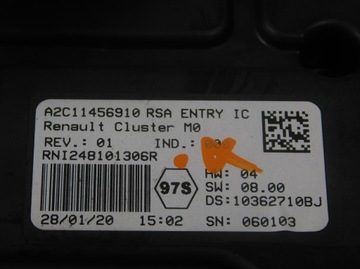 A2C11456910 RSA ENTRY IC
Renault Cluster M0
REV.: 01 IND.:
RNI248101306R
97S
HW: 04
SW: 08.00
DS:10362710BJ
28/01/20 15:02 SN: 060103